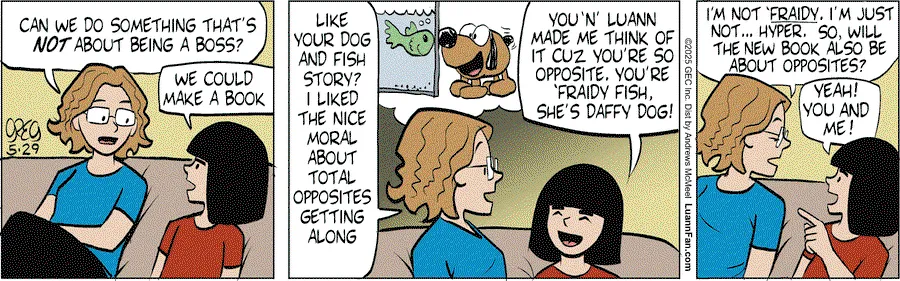 CAN WE DO SOMETHING THAT'S
NOT ABOUT BEING A BOSS?
WE COULD
MAKE A BOOK
GREG
5·29
LIKE
YOUR DOG
AND FISH
STORY?
I LIKED
THE NICE
MORAL
ABOUT
TOTAL
OPPOSITES
GETTING
ALONG
YOU 'N' LUANN
MADE ME THINK OF
IT CUZ YOU'RE SO
OPPOSITE. YOU'RE
'FRAIDY FISH,
SHE'S DAFFY DOG!
©2025 GEC Inc Dist by Andrews McMeel LuannFan.com
I'M NOT 'FRAIDY. I'M JUST
NOT... HYPER. SO, WILL
THE NEW BOOK ALSO BE
ABOUT OPPOSITES?
YEAH!
YOU AND
ME!